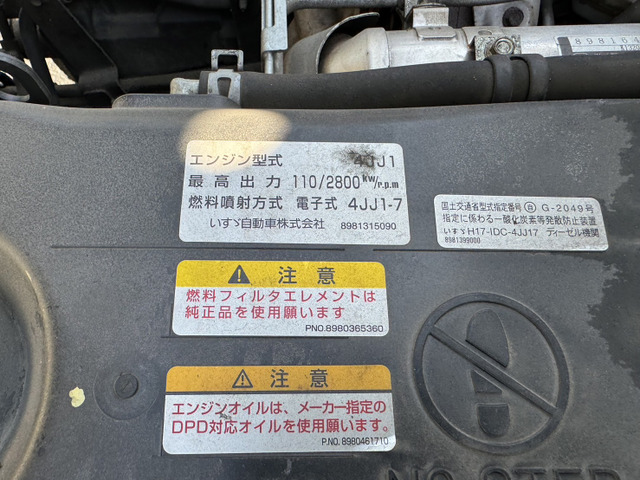 898164
エンジン型式 4JJ1
最高出力 110/2800kw/r.p.m
燃料噴射方式 電子式 4JJ1-7
いすゞ自動車株式会社 8981315090
国土交通省型式指定番号 Ⓑ G-2049号
指定に係わる一酸化炭素等発散防止装置
いすゞH17-IDC-4JJ17 ディーゼル機関
8981399000
⚠ 注意
燃料フィルタエレメントは
純正品を使用願います
PNO.8980365360
⚠ 注意
エンジンオイルは、メーカー指定の
DPD対応オイルを使用願います。
P.NO. 8980461710
NO STEP